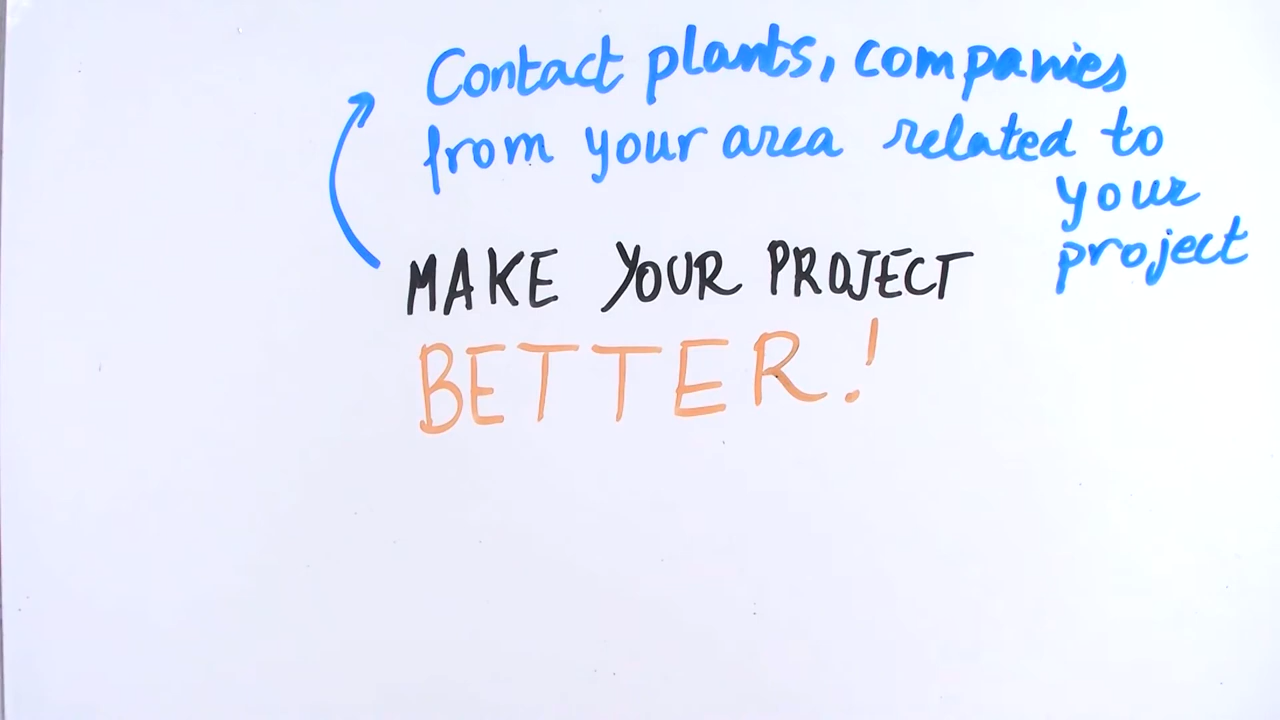 Contact plants, companies
from your area related to
your
project
MAKE YOUR PROJECT
BETTER!